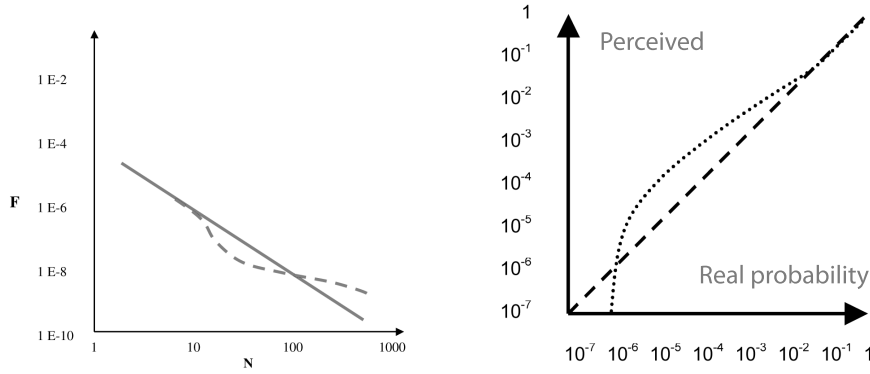 1 E-2
1 E-4
F
1 E-6
1 E-8
1 E-10
1 10 100 1000
N
1
10⁻¹
10⁻²
10⁻³
10⁻⁴
10⁻⁵
10⁻⁶
10⁻⁷
Perceived
Real probability
10⁻⁷ 10⁻⁶ 10⁻⁵ 10⁻⁴ 10⁻³ 10⁻² 10⁻¹ 1